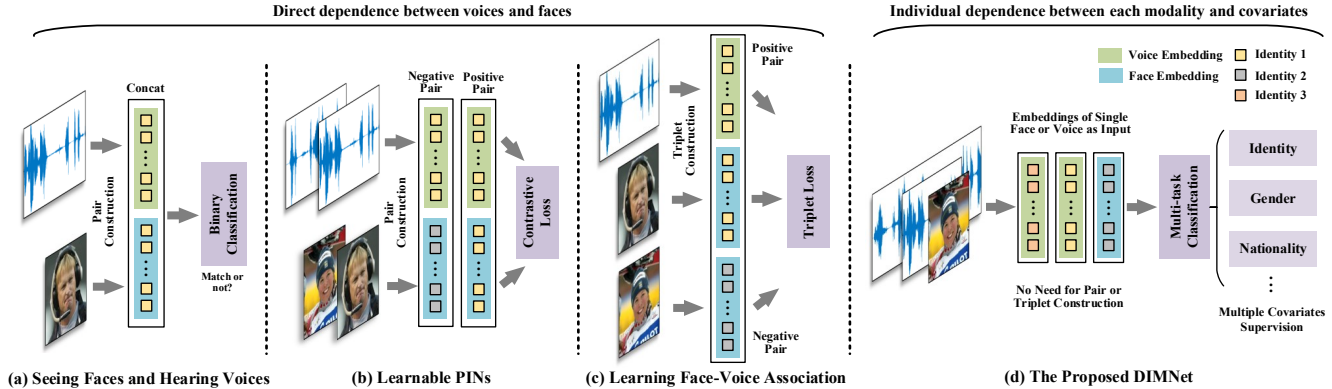 Direct dependence between voices and faces
Individual dependence between each modality and covariates
Concat
Pair
Construction
Binary
Classification
Match or
not?
(a) Seeing Faces and Hearing Voices
Negative
Pair
Positive
Pair
Pair
Construction
Contrastive
Loss
(b) Learnable PINs
Positive
Pair
Triplet
Construction
Triplet Loss
Negative
Pair
(c) Learning Face-Voice Association
Voice Embedding
Face Embedding
Identity 1
Identity 2
Identity 3
Embeddings of Single
Face or Voice as Input
No Need for Pair or
Triplet Construction
Multi-task
Classification
Identity
Gender
Nationality
Multiple Covariates
Supervision
(d) The Proposed DIMNet